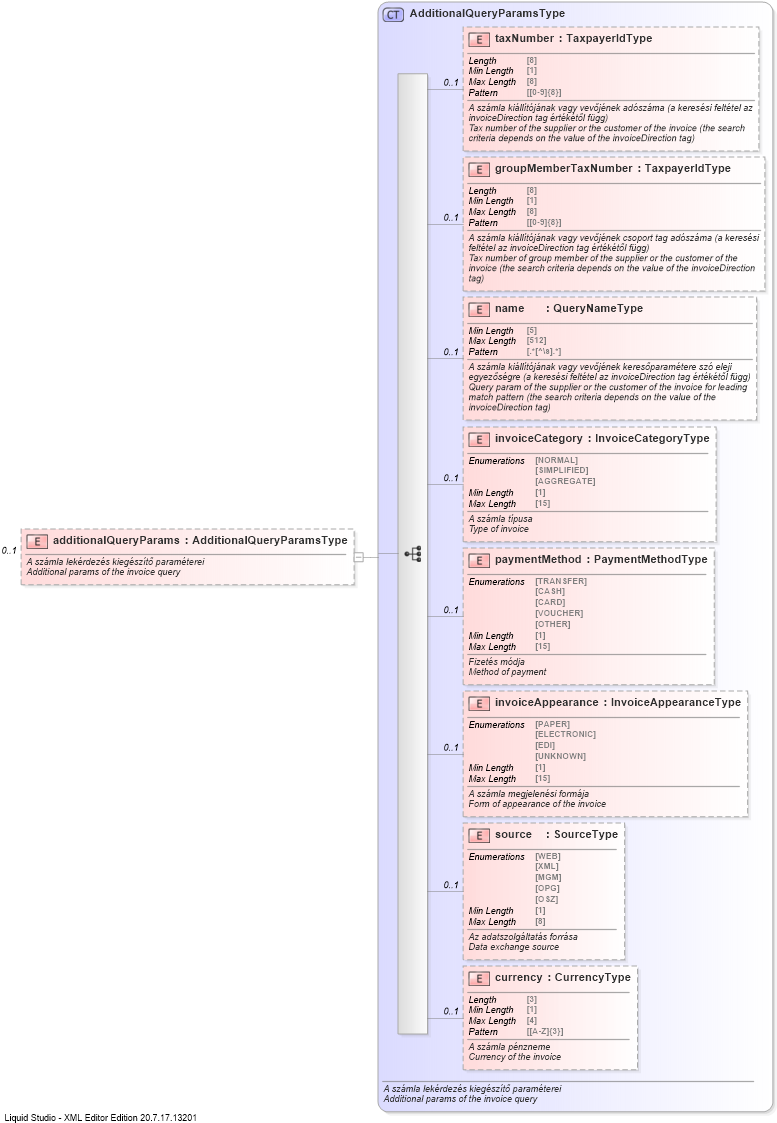 CT AdditionalQueryParamsType
E taxNumber : TaxpayerIdType
Length [8]
Min Length [1]
Max Length [8]
Pattern [[0-9]{8}]
0..1
A számla kiállítójának vagy vevőjének adószáma (a keresési feltétel az
invoiceDirection tag értékétől függ)
Tax number of the supplier or the customer of the invoice (the search
criteria depends on the value of the invoiceDirection tag)
E groupMemberTaxNumber : TaxpayerIdType
Length [8]
Min Length [1]
Max Length [8]
Pattern [[0-9]{8}]
0..1
A számla kiállítójának vagy vevőjének csoport tag adószáma (a keresési
feltétel az invoiceDirection tag értékétől függ)
Tax number of group member of the supplier or the customer of the
invoice (the search criteria depends on the value of the invoiceDirection
tag)
E name : QueryNameType
Min Length [5]
Max Length [512]
Pattern [.*[^\s].*]
0..1
A számla kiállítójának vagy vevőjének keresőparamétere szó eleji
egyezőségre (a keresési feltétel az invoiceDirection tag értékétől függ)
Query param of the supplier or the customer of the invoice for leading
match pattern (the search criteria depends on the value of the
invoiceDirection tag)
E invoiceCategory : InvoiceCategoryType
Enumerations [NORMAL]
[SIMPLIFIED]
[AGGREGATE]
0..1
Min Length [1]
Max Length [15]
A számla típusa
Type of invoice
0..1
E additionalQueryParams : AdditionalQueryParamsType
A számla lekérdezés kiegészítő paraméterei
Additional params of the invoice query
E paymentMethod : PaymentMethodType
Enumerations [TRANSFER]
[CASH]
[CARD]
[VOUCHER]
[OTHER]
0..1
Min Length [1]
Max Length [15]
Fizetés módja
Method of payment
E invoiceAppearance : InvoiceAppearanceType
Enumerations [PAPER]
[ELECTRONIC]
[EDI]
[UNKNOWN]
0..1
Min Length [1]
Max Length [15]
A számla megjelenési formája
Form of appearance of the invoice
E source : SourceType
Enumerations [WEB]
[XML]
[MGM]
[OPG]
[OSZ]
0..1
Min Length [1]
Max Length [8]
Az adatszolgáltatás forrása
Data exchange source
E currency : CurrencyType
Length [3]
Min Length [1]
Max Length [4]
Pattern [[A-Z]{3}]
0..1
A számla pénzneme
Currency of the invoice
A számla lekérdezés kiegészítő paraméterei
Additional params of the invoice query
Liquid Studio - XML Editor Edition 20.7.17.13201